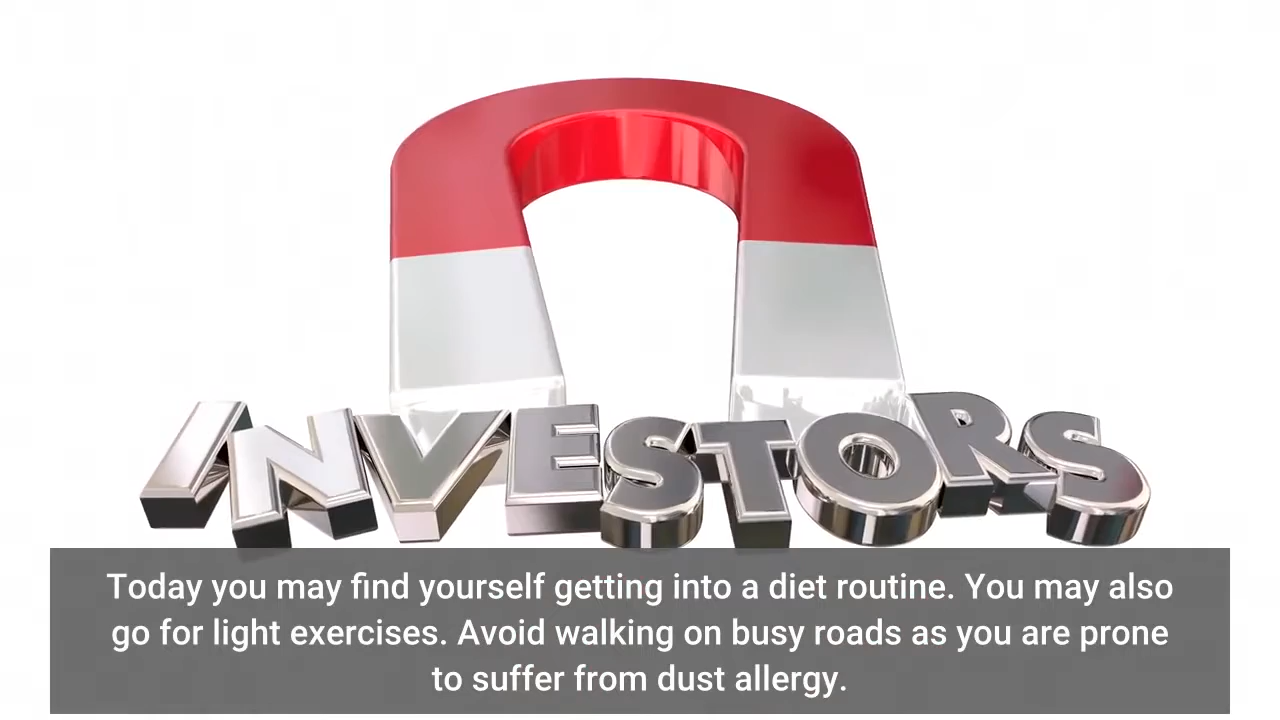 INVESTORS
Today you may find yourself getting into a diet routine. You may also
go for light exercises. Avoid walking on busy roads as you are prone
to suffer from dust allergy.